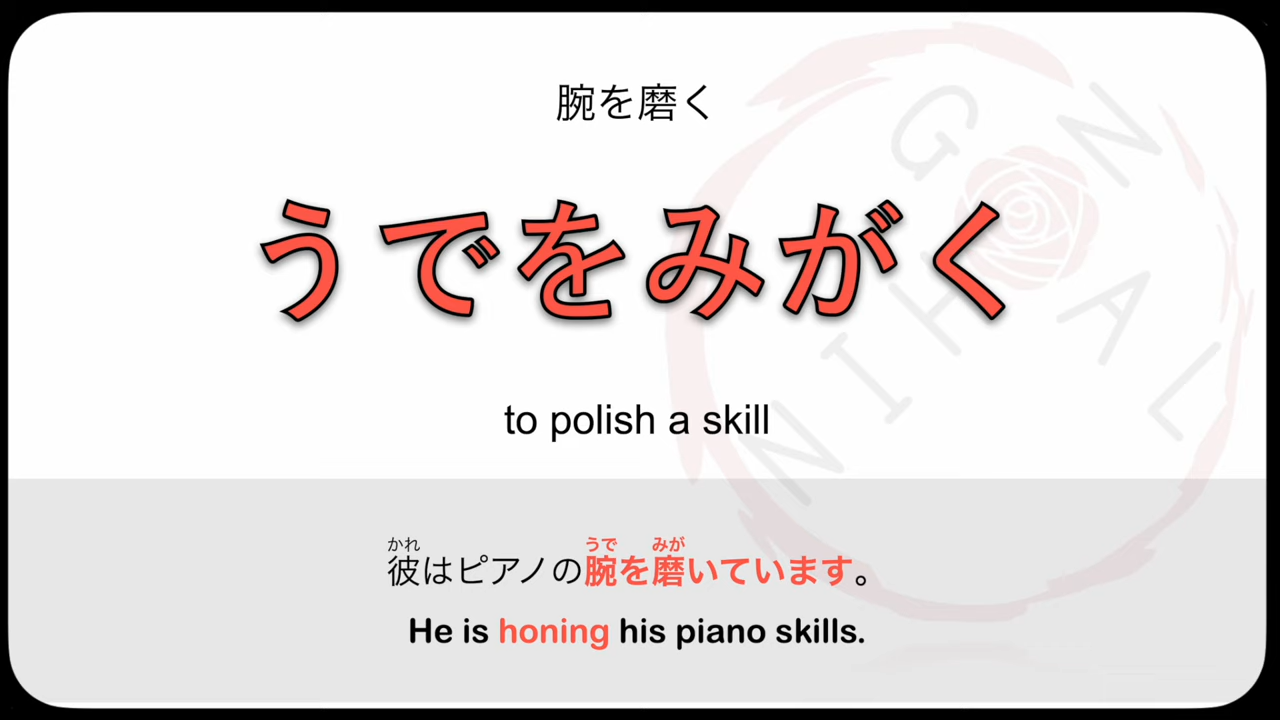 腕を磨く
うでをみがく
to polish a skill
かれ うで みが
彼はピアノの腕を磨いています。
He is honing his piano skills.
NIHONGONAL